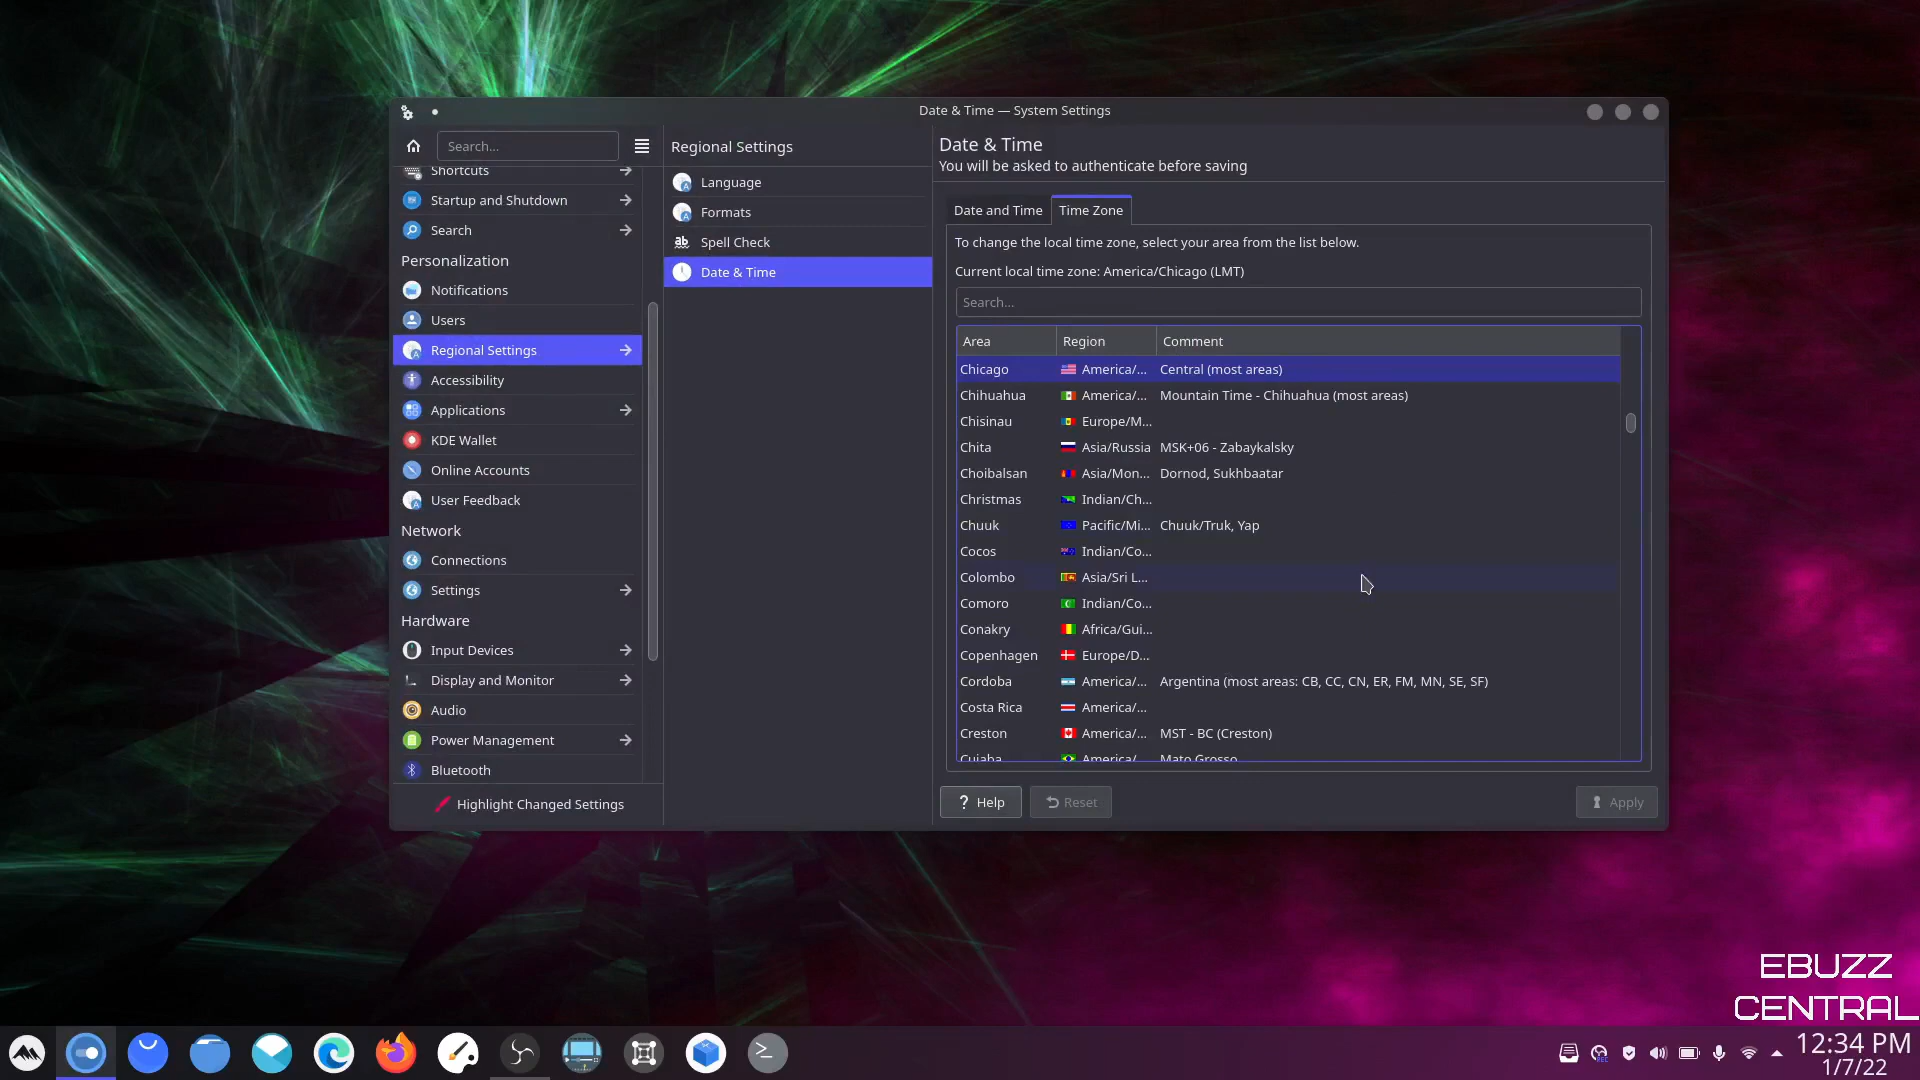 Date & Time — System Settings
Search...
Shortcuts
Startup and Shutdown
Search
Personalization
Notifications
Users
Regional Settings
Accessibility
Applications
KDE Wallet
Online Accounts
User Feedback
Network
Connections
Settings
Hardware
Input Devices
Display and Monitor
Audio
Power Management
Bluetooth
Highlight Changed Settings
Regional Settings
Language
Formats
Spell Check
Date & Time
Date & Time
You will be asked to authenticate before saving
Date and Time Time Zone
To change the local time zone, select your area from the list below.
Current local time zone: America/Chicago (LMT)
Search...
Area Region Comment
Chicago America/... Central (most areas)
Chihuahua America/... Mountain Time - Chihuahua (most areas)
Chisinau Europe/M...
Chita Asia/Russia MSK+06 - Zabaykalsky
Choibalsan Asia/Mon... Dornod, Sukhbaatar
Christmas Indian/Ch...
Chuuk Pacific/Mi... Chuuk/Truk, Yap
Cocos Indian/Co...
Colombo Asia/Sri L...
Comoro Indian/Co...
Conakry Africa/Gui...
Copenhagen Europe/D...
Cordoba America/... Argentina (most areas: CB, CC, CN, ER, FM, MN, SE, SF)
Costa Rica America/...
Creston America/... MST - BC (Creston)
Cuiaba America/ Mato Grosso
? Help Reset Apply
EBUZZ
CENTRAL
12:34 PM
1/7/22